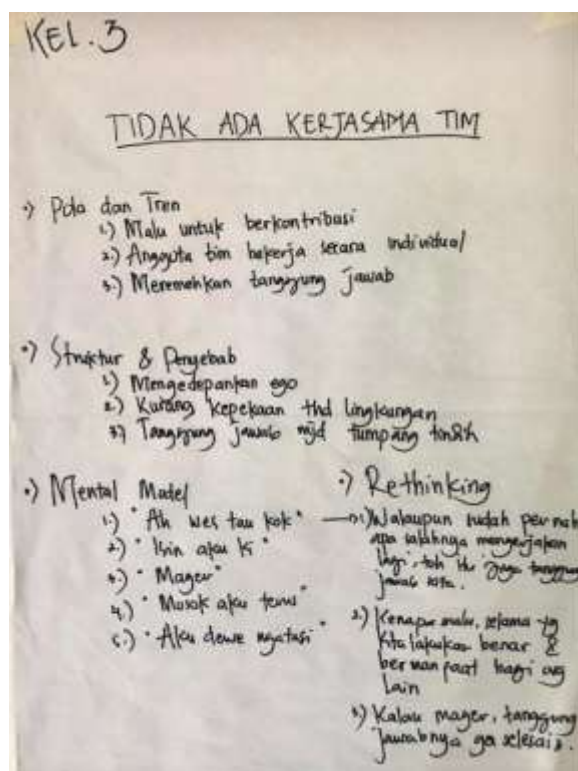 KEL. 3
TIDAK ADA KERJASAMA TIM
·) Pola dan Tren
1.) Malu untuk berkontribusi
2.) Anggota tim bekerja secara individual
3.) Meremehkan tanggung jawab
·) Struktur & Penyebab
1) Mengedepankan ego
2) Kurang kepekaan thd lingkungan
3) Tanggung jawab mjd tumpang tindih
·) Mental Model
1.) "Ah wes tau kok"
2.) "Isin aku ki"
3.) "Mager"
4.) "Mosok aku terus"
5.) "Aku dewe ngatasi"
·) Rethinking
1) Walaupun sudah pernah
apa salahnya mengerjakan
lagi, toh itu juga tanggung
jawab kita.
2.) Kenapa malu, selama yg
kita lakukan benar &
bermanfaat bagi org
lain
3) Kalau mager, tanggung
jawabnya ga selesai.